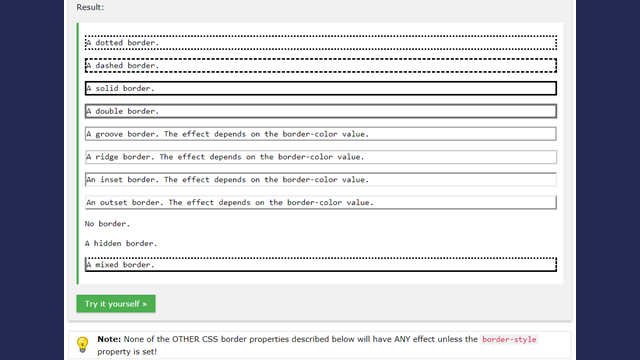 Result:
A dotted border.
A dashed border.
A solid border.
A double border.
A groove border. The effect depends on the border-color value.
A ridge border. The effect depends on the border-color value.
An inset border. The effect depends on the border-color value.
An outset border. The effect depends on the border-color value.
No border.
A hidden border.
A mixed border.
Try it yourself »
Note: None of the OTHER CSS border properties described below will have ANY effect unless the border-style
property is set!